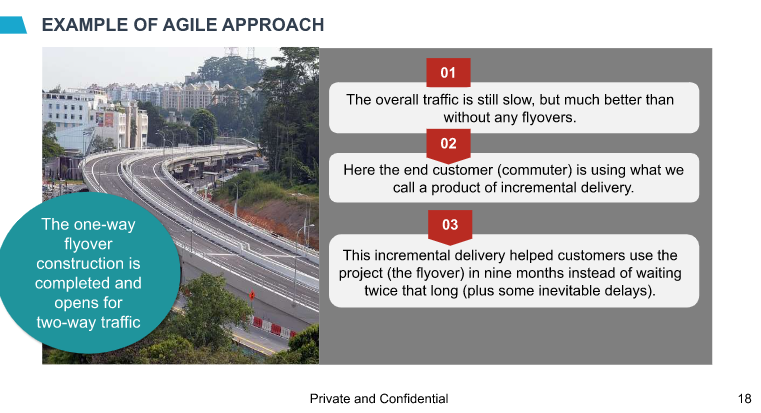 EXAMPLE OF AGILE APPROACH
The one-way
flyover
construction is
completed and
opens for
two-way traffic
01
The overall traffic is still slow, but much better than
without any flyovers.
02
Here the end customer (commuter) is using what we
call a product of incremental delivery.
03
This incremental delivery helped customers use the
project (the flyover) in nine months instead of waiting
twice that long (plus some inevitable delays).
Private and Confidential
18